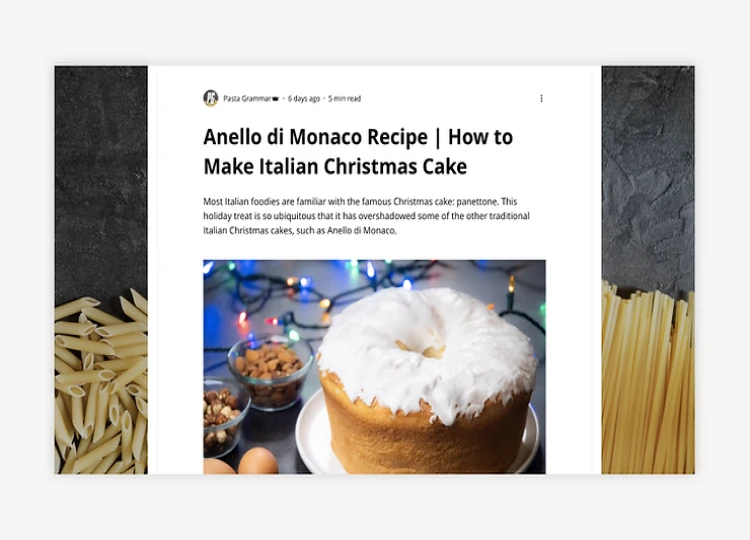 Pasta Grammar · 6 days ago · 5 min read
Anello di Monaco Recipe | How to
Make Italian Christmas Cake
Most Italian foodies are familiar with the famous Christmas cake: panettone. This
holiday treat is so ubiquitous that it has overshadowed some of the other traditional
Italian Christmas cakes, such as Anello di Monaco.